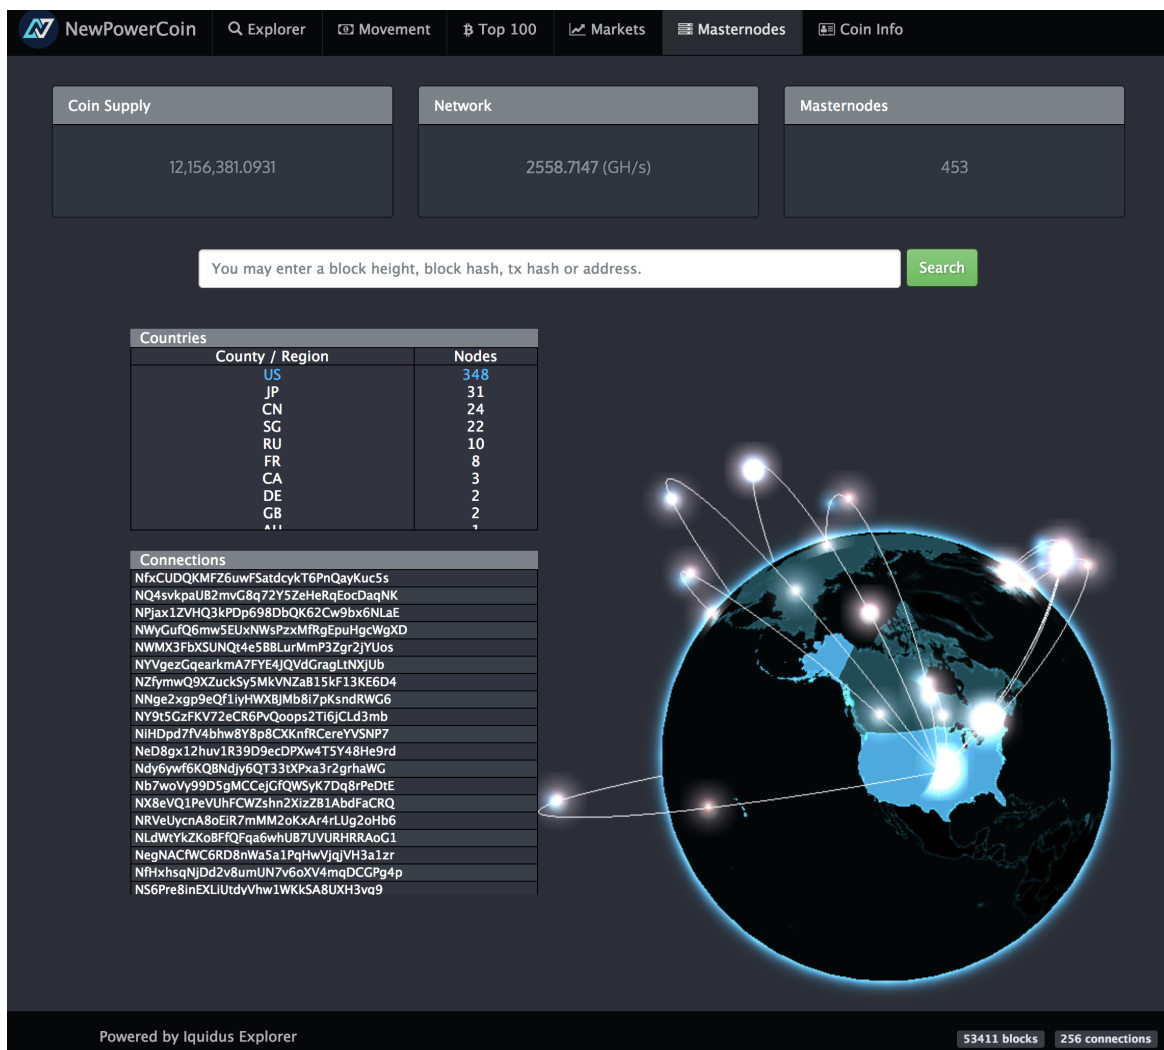 NewPowerCoin Explorer Movement Top 100 Markets Masternodes Coin Info
Coin Supply Network Masternodes
12,156,381.0931 2558.7147 (GH/s) 453
You may enter a block height, block hash, tx hash or address. Search
Countries
County / Region Nodes
US 348
JP 31
CN 24
SG 22
RU 10
FR 8
CA 3
DE 2
GB 2
AU 1
Connections
NfxCUDQKMFZ6uwFSatdcykT6PnQayKuc5s
NQ4svkpaUB2mvG8q72Y5ZeHeRqEocDaqNK
NPjax1ZVHQ3kPDp698DbQK62Cw9bx6NLaE
NWyGufQ6mw5EUxNWsPzxMfRgEpuHgcWgXD
NWMX3FbXSUNQt4e5BBLurMmP3Zgr2jYUos
NYVgezGqearkmA7FYE4JQVdGragLtNXjUb
NZfymwQ9XZuckSy5MkVNZaB15kF13KE6D4
NNge2xgp9eQf1iyHWXBJMb8i7pKsndRWG6
NY9t5GzFKV72eCR6PvQoops2Ti6jCLd3mb
NiHDpd7fV4bhw8Y8p8CXKnfRCereYVSNP7
NeD8gx12huv1R39D9ecDPXw4T5Y48He9rd
Ndy6ywf6KQBNdjy6QT33tXPxa3r2grhaWG
Nb7woVy99D5gMCCejGfQWSyK7Dq8rPeDtE
NX8eVQ1PeVUhFCWZshn2XizZB1AbdFaCRQ
NRVeUycnA8oEiR7mMM2oKxAr4rLUg2oHb6
NLdWtYkZKoBFfQFqa6whUB7UVURHRRAoG1
NegNACfWC6RD8nWa5a1PqHwVjqjVH3a1zr
NfHxhsqNjDd2v8umUN7v6oXV4mqDCGPg4p
NS6Pre8inEXLiUtdyVhw1WKkSA8UXH3vq9
Powered by Iquidus Explorer 53411 blocks 256 connections